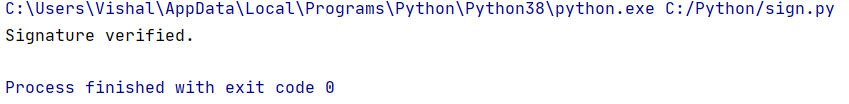 C:\Users\Vishal\AppData\Local\Programs\Python\Python38\python.exe C:/Python/sign.py
Signature verified.
Process finished with exit code 0